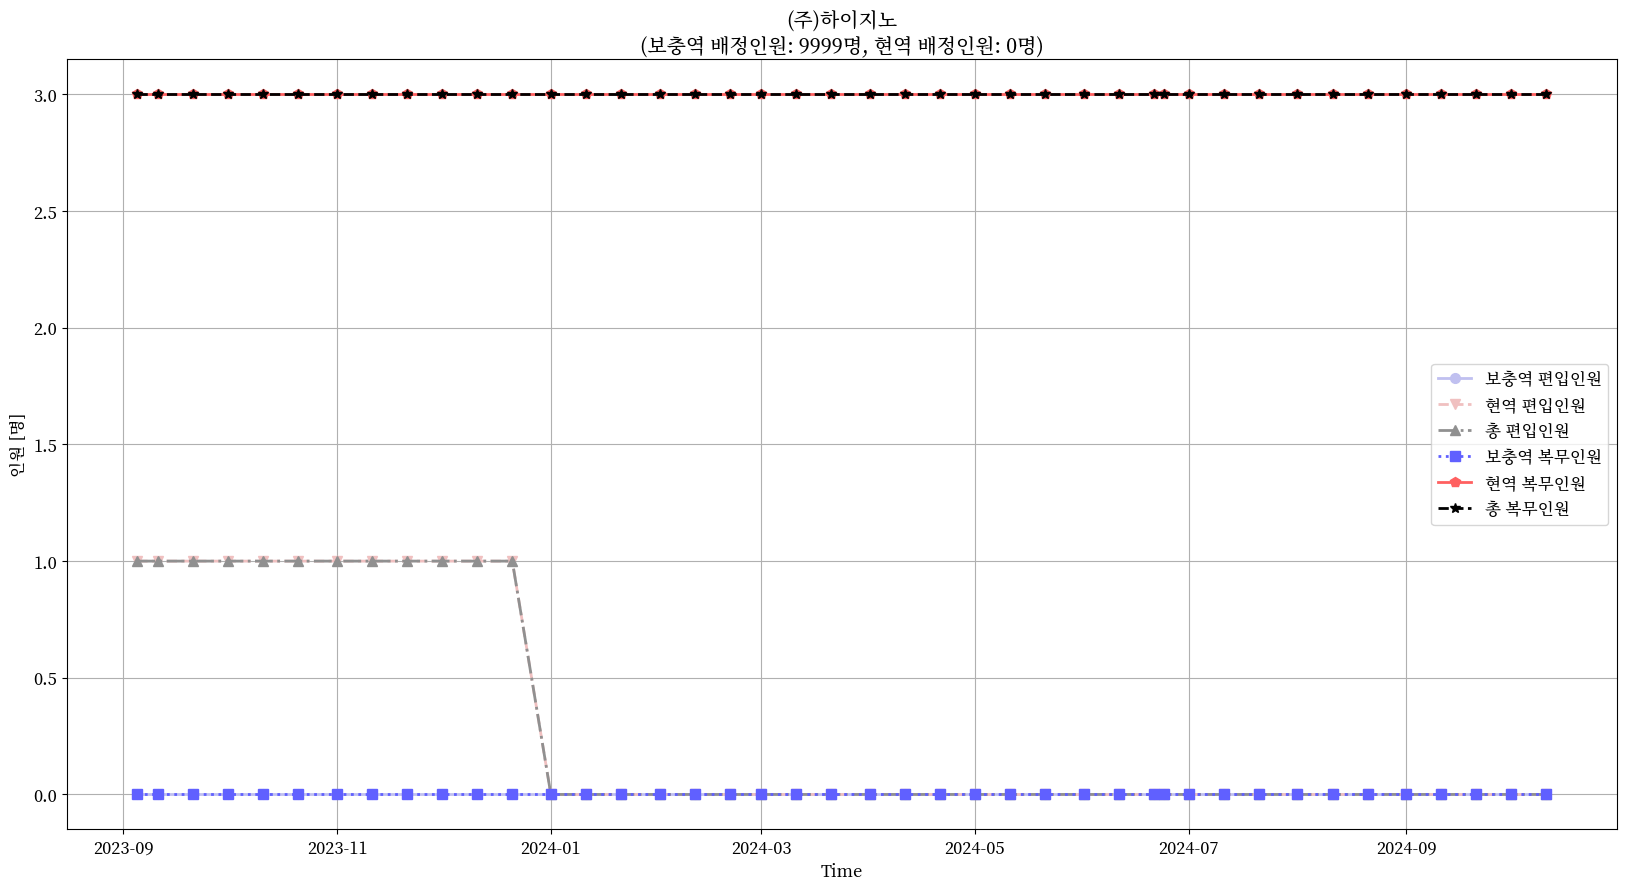 (주)하이지노
(보충역 배정인원: 9999명, 현역 배정인원: 0명)
3.0
2.5
2.0
1.5
1.0
0.5
0.0
인원 [명]
보충역 편입인원
현역 편입인원
총 편입인원
보충역 복무인원
현역 복무인원
총 복무인원
2023-09
2023-11
2024-01
2024-03
2024-05
2024-07
2024-09
Time